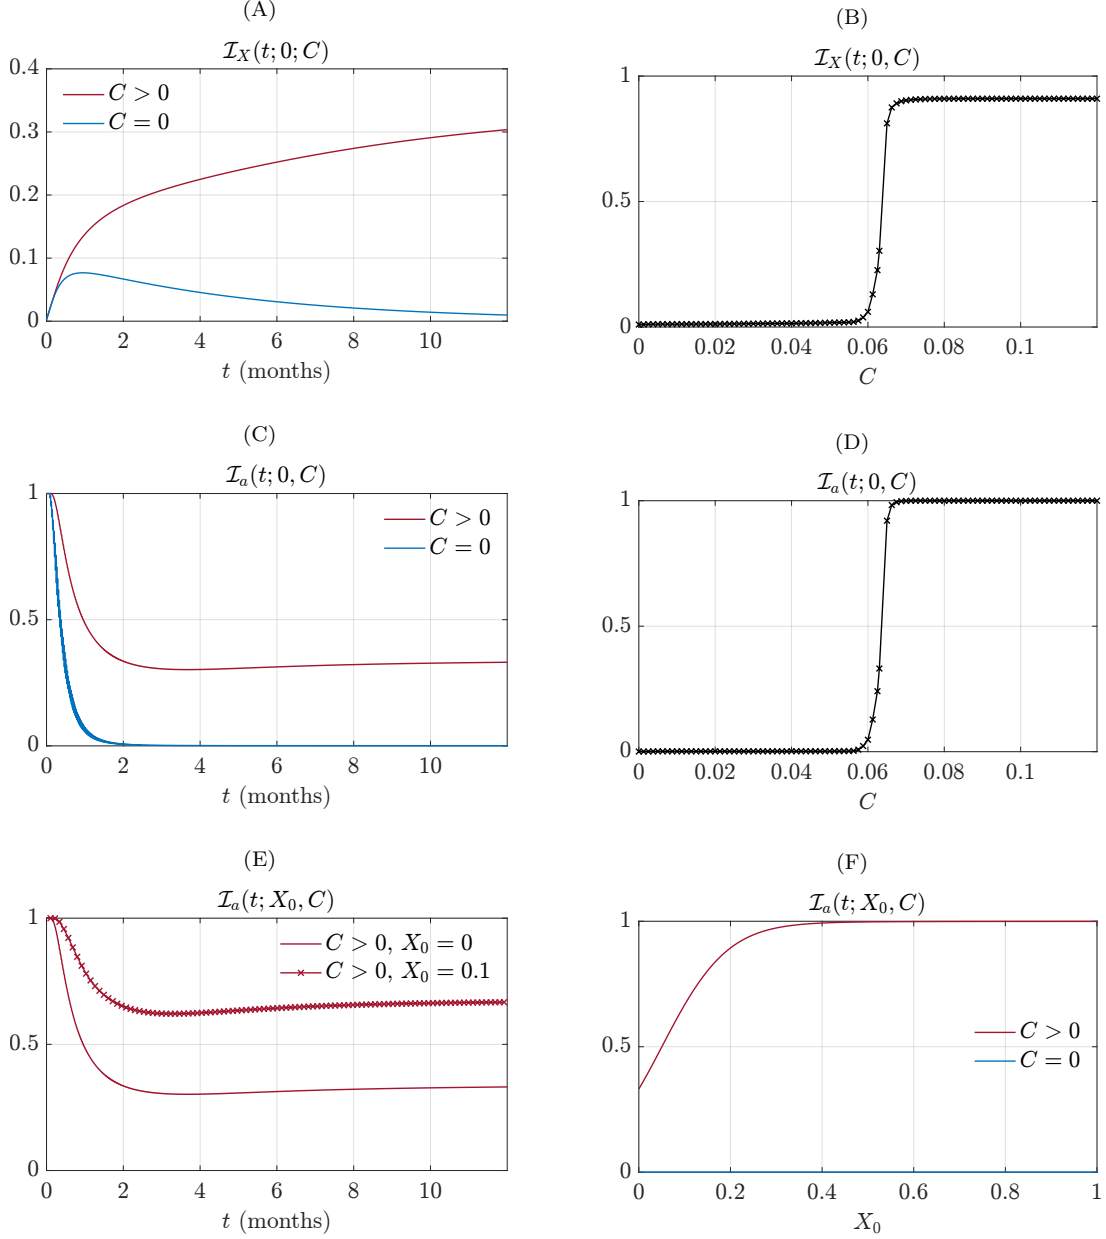 (A)
𝓘_X(t; 0; C)
0.4
0.3
0.2
0.1
0
C > 0
C = 0
0 2 4 6 8 10
t (months)
(B)
𝓘_X(t; 0, C)
1
0.5
0
0 0.02 0.04 0.06 0.08 0.1
C
(C)
𝓘_a(t; 0, C)
1
0.5
0
C > 0
C = 0
0 2 4 6 8 10
t (months)
(D)
𝓘_a(t; 0, C)
1
0.5
0
0 0.02 0.04 0.06 0.08 0.1
C
(E)
𝓘_a(t; X_0, C)
1
0.5
0
C > 0, X_0 = 0
C > 0, X_0 = 0.1
0 2 4 6 8 10
t (months)
(F)
𝓘_a(t; X_0, C)
1
0.5
0
C > 0
C = 0
0 0.2 0.4 0.6 0.8 1
X_0